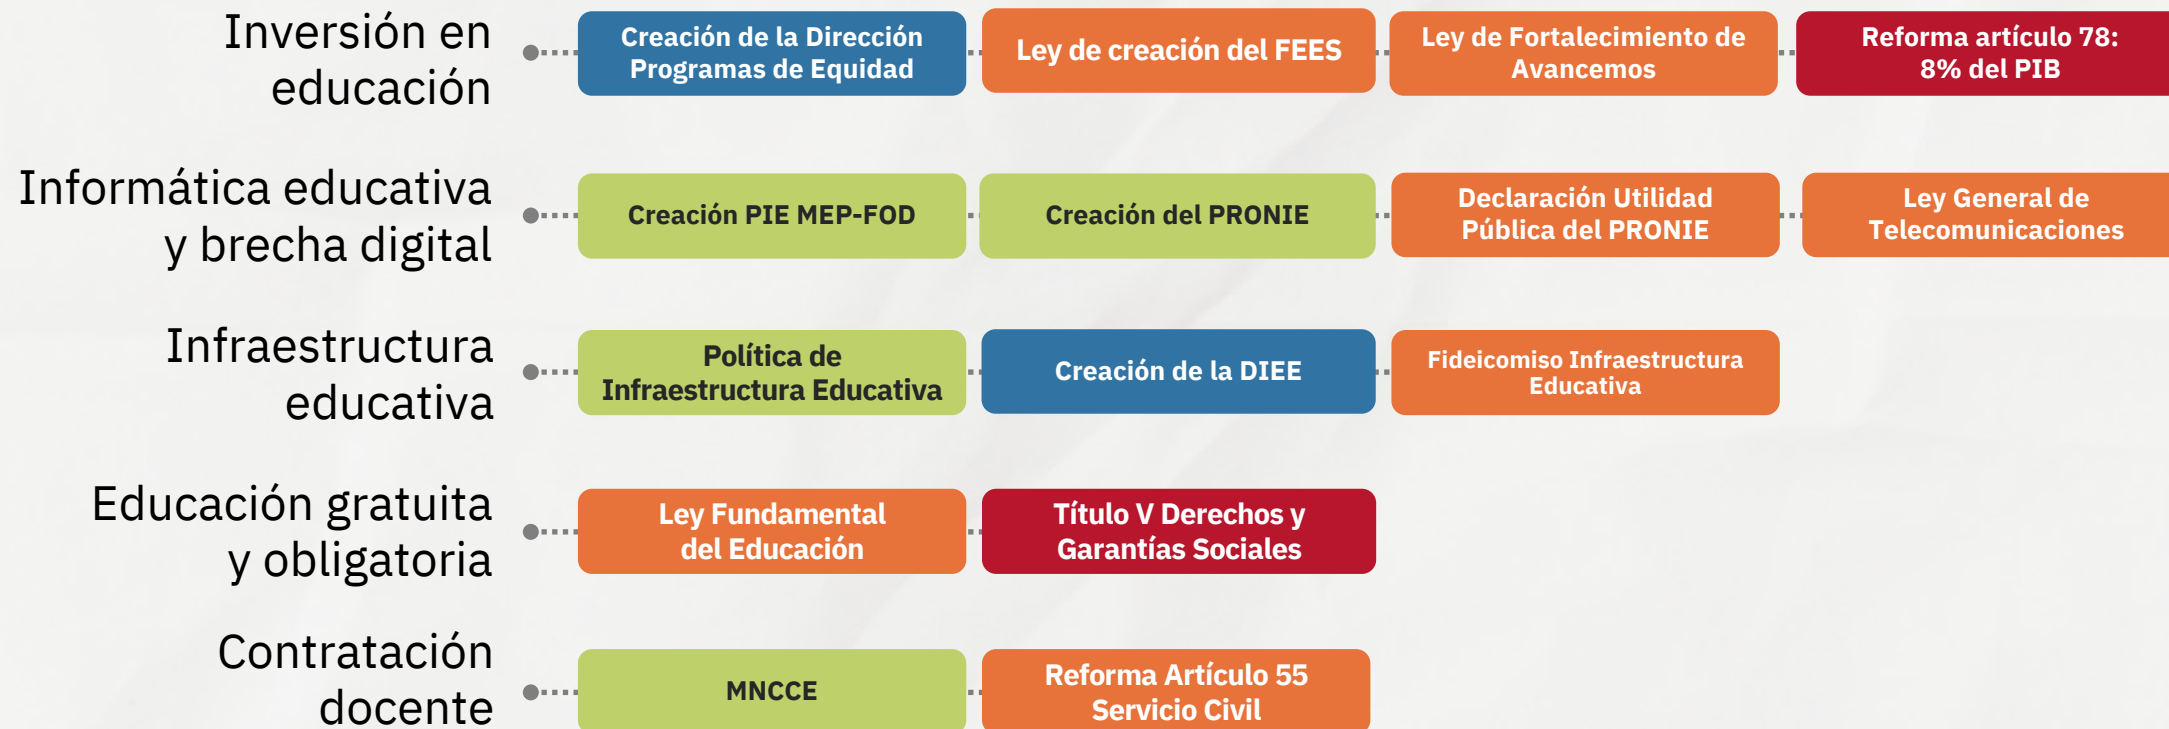 Inversión en
educación
Creación de la Dirección
Programas de Equidad
Ley de creación del FEES
Ley de Fortalecimiento de
Avancemos
Reforma artículo 78:
8% del PIB
Informática educativa
y brecha digital
Creación PIE MEP-FOD
Creación del PRONIE
Declaración Utilidad
Pública del PRONIE
Ley General de
Telecomunicaciones
Infraestructura
educativa
Política de
Infraestructura Educativa
Creación de la DIEE
Fideicomiso Infraestructura
Educativa
Educación gratuita
y obligatoria
Ley Fundamental
del Educación
Título V Derechos y
Garantías Sociales
Contratación
docente
MNCCE
Reforma Artículo 55
Servicio Civil